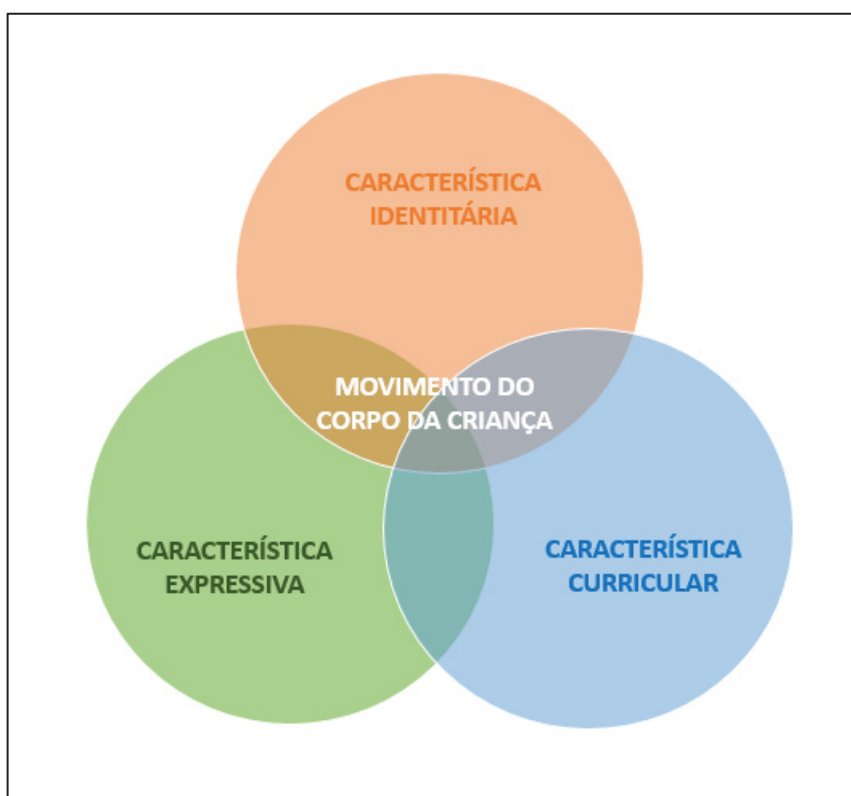 CARACTERÍSTICA
IDENTITÁRIA
MOVIMENTO DO
CORPO DA CRIANÇA
CARACTERÍSTICA
EXPRESSIVA
CARACTERÍSTICA
CURRICULAR